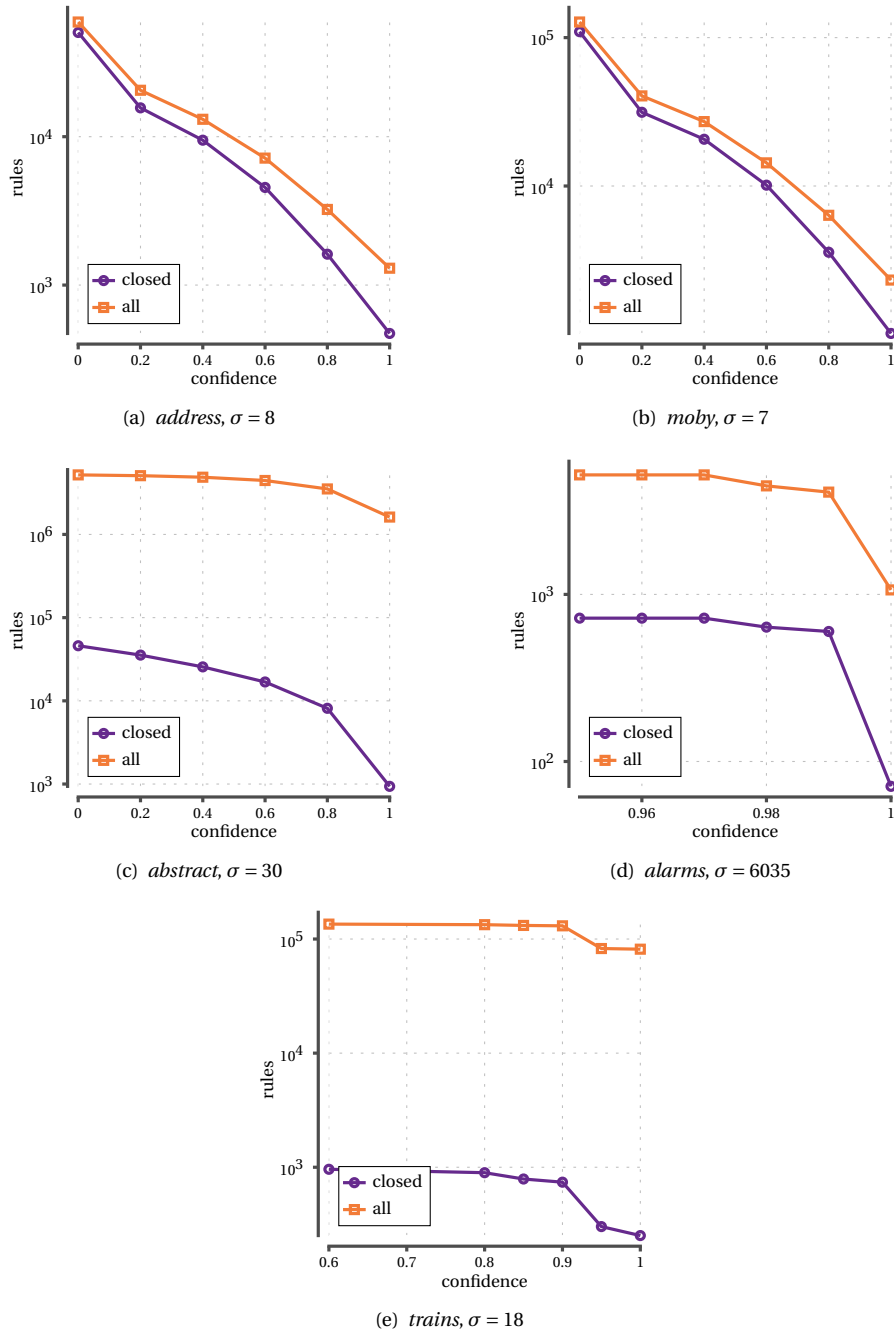 10^4
10^3
rules
closed
all
0 0.2 0.4 0.6 0.8 1
confidence
(a) address, σ = 8
10^5
10^4
rules
closed
all
0 0.2 0.4 0.6 0.8 1
confidence
(b) moby, σ = 7
10^6
10^5
10^4
10^3
rules
closed
all
0 0.2 0.4 0.6 0.8 1
confidence
(c) abstract, σ = 30
10^3
10^2
rules
closed
all
0.96 0.98 1
confidence
(d) alarms, σ = 6035
10^5
10^4
10^3
rules
closed
all
0.6 0.7 0.8 0.9 1
confidence
(e) trains, σ = 18